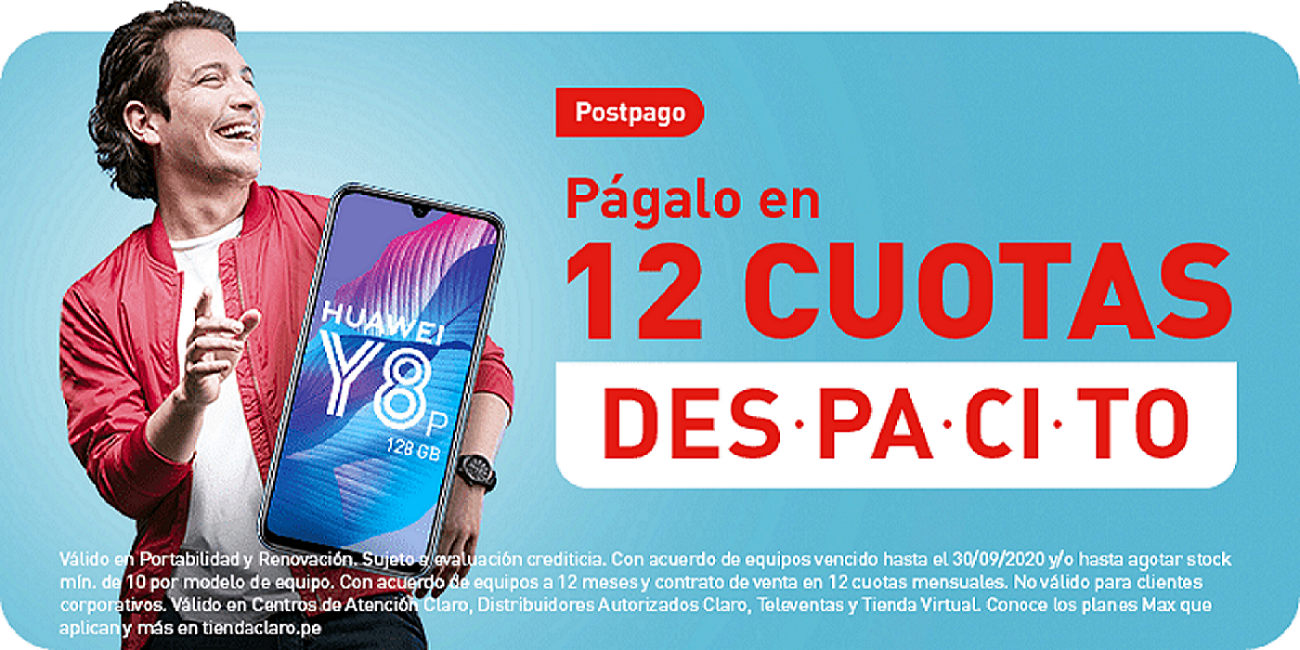 Postpago
Págalo en
12 CUOTAS
DES·PA·CI·TO
HUAWEI
Y8P
128 GB
Válido en Portabilidad y Renovación. Sujeto a evaluación crediticia. Con acuerdo de equipos vencido hasta el 30/09/2020 y/o hasta agotar stock
mín. de 10 por modelo de equipo. Con acuerdo de equipos a 12 meses y contrato de venta en 12 cuotas mensuales. No válido para clientes
corporativos. Válido en Centros de Atención Claro, Distribuidores Autorizados Claro, Televentas y Tienda Virtual. Conoce los planes Max que
aplican y más en tiendaclaro.pe